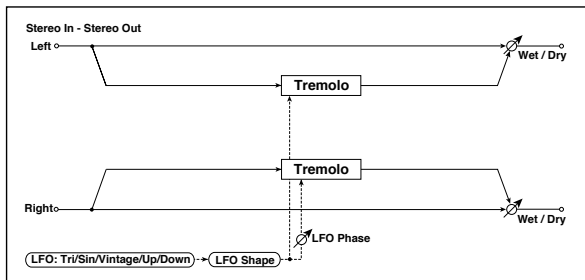 Stereo In - Stereo Out
Left
Wet / Dry
Tremolo
Tremolo
Right
Wet / Dry
LFO Phase
LFO: Tri/Sin/Vintage/Up/Down
LFO Shape